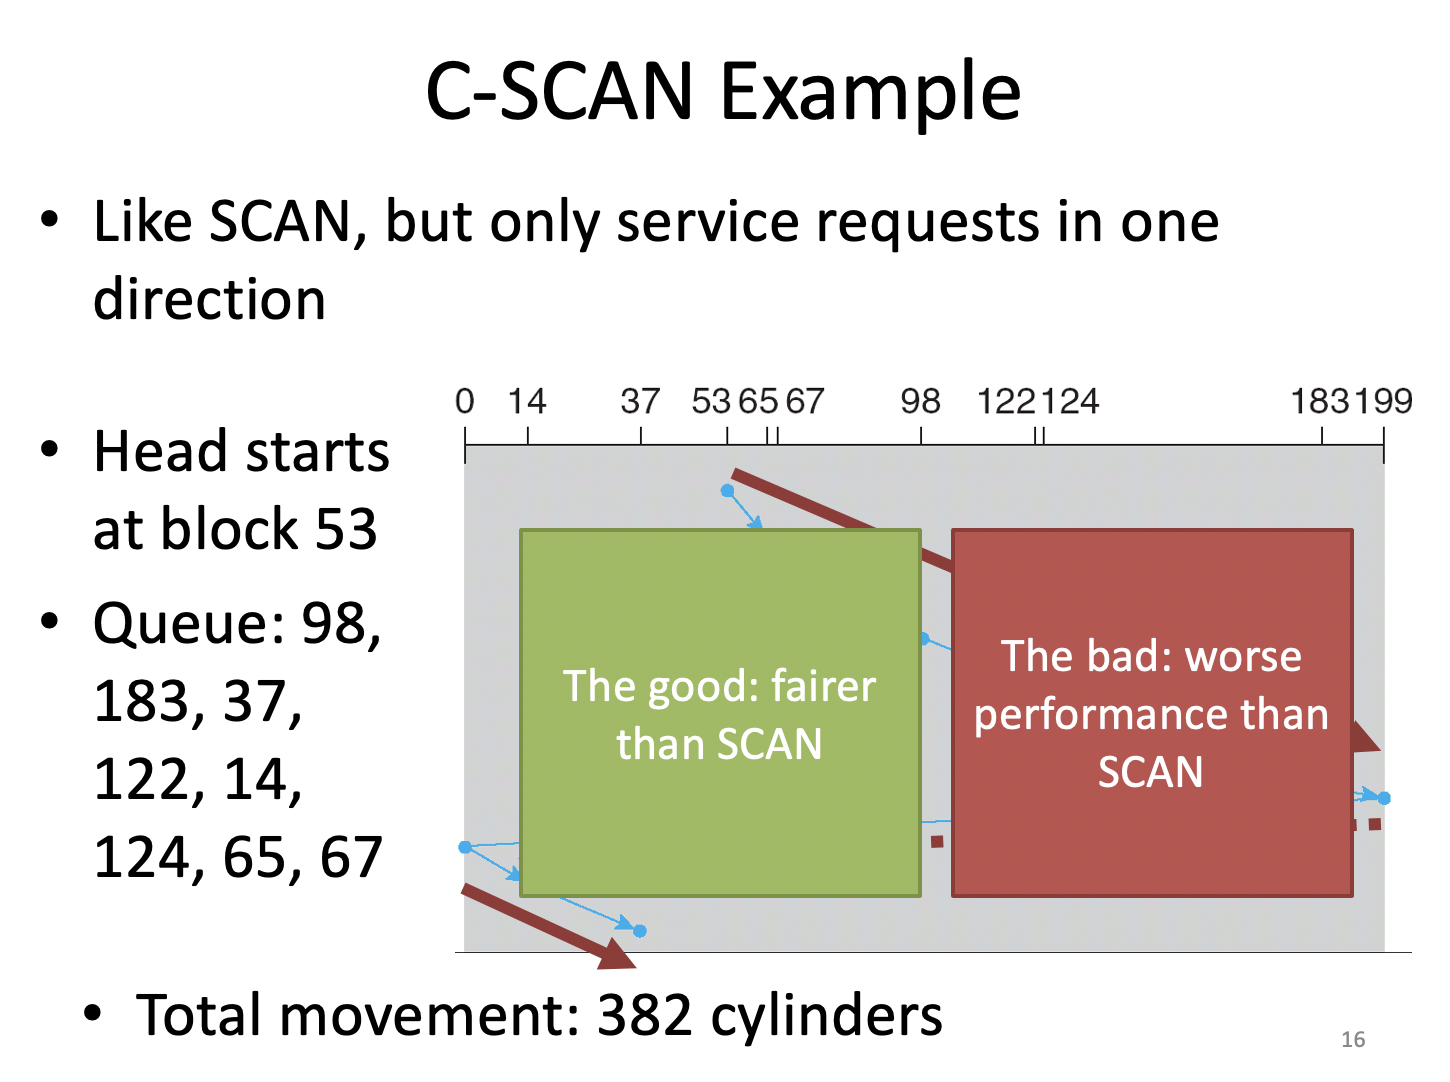 C-SCAN Example
• Like SCAN, but only service requests in one
direction
• Head starts
at block 53
• Queue: 98,
183, 37,
122, 14,
124, 65, 67
0 14 37 53 65 67 98 122 124 183 199
The good: fairer
than SCAN
The bad: worse
performance than
SCAN
• Total movement: 382 cylinders
16